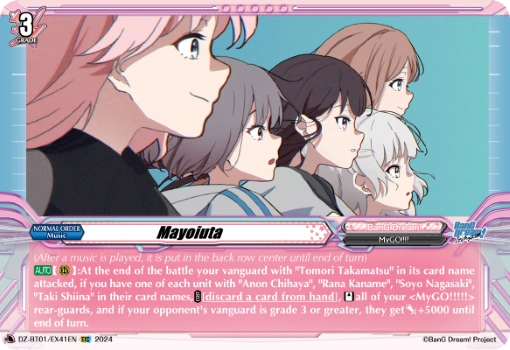 3
GRADE
NORMAL ORDER
Music
Mayoiuta
BanG Dream!
MyGO!!!!!
BanG Dream!
(After a music is played, it is put in the back row center until end of turn)
AUTO :At the end of the battle your vanguard with "Tomori Takamatsu" in its card name
attacked, if you have one of each unit with "Anon Chihaya", "Rana Kaname", "Soyo Nagasaki",
"Taki Shiina" in their card names, [discard a card from hand], all of your <MyGO!!!!!>
rear-guards, and if your opponent's vanguard is grade 3 or greater, they get +5000 until
end of turn.
DZ-BT01/EX41EN 2024
©BanG Dream! Project